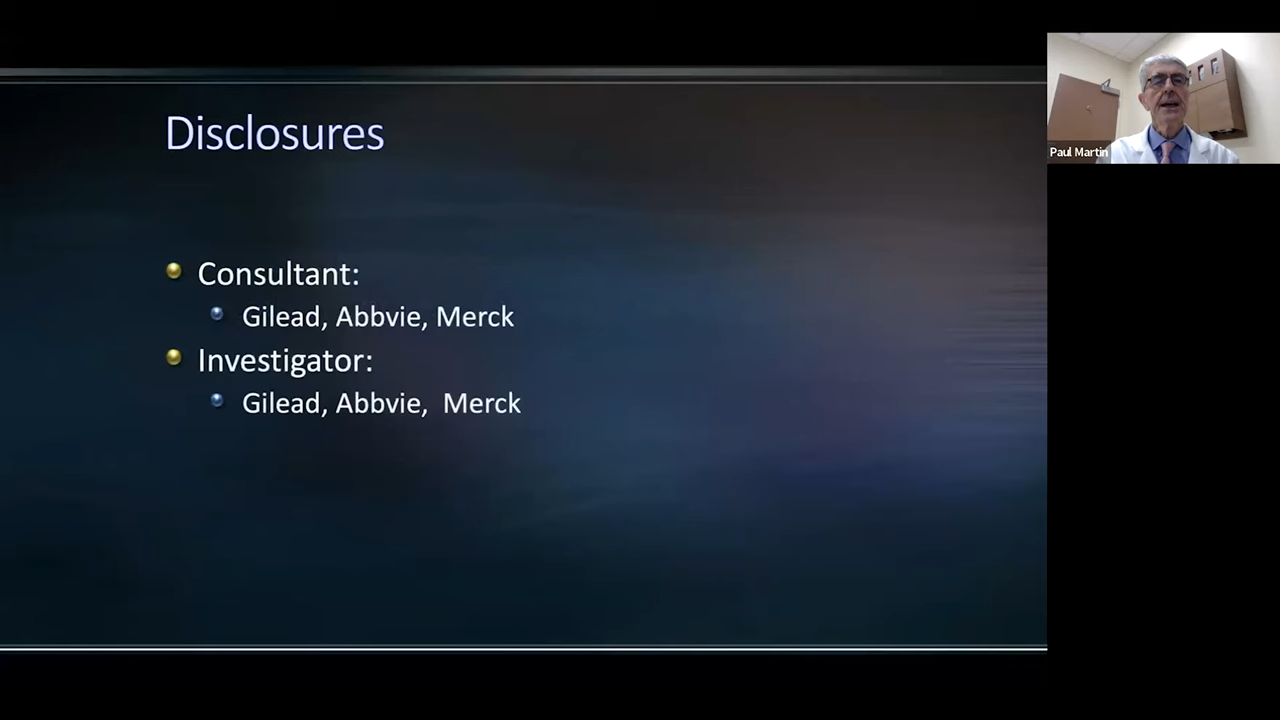 Disclosures
Consultant:
Gilead, Abbvie, Merck
Investigator:
Gilead, Abbvie,  Merck
Paul Martin